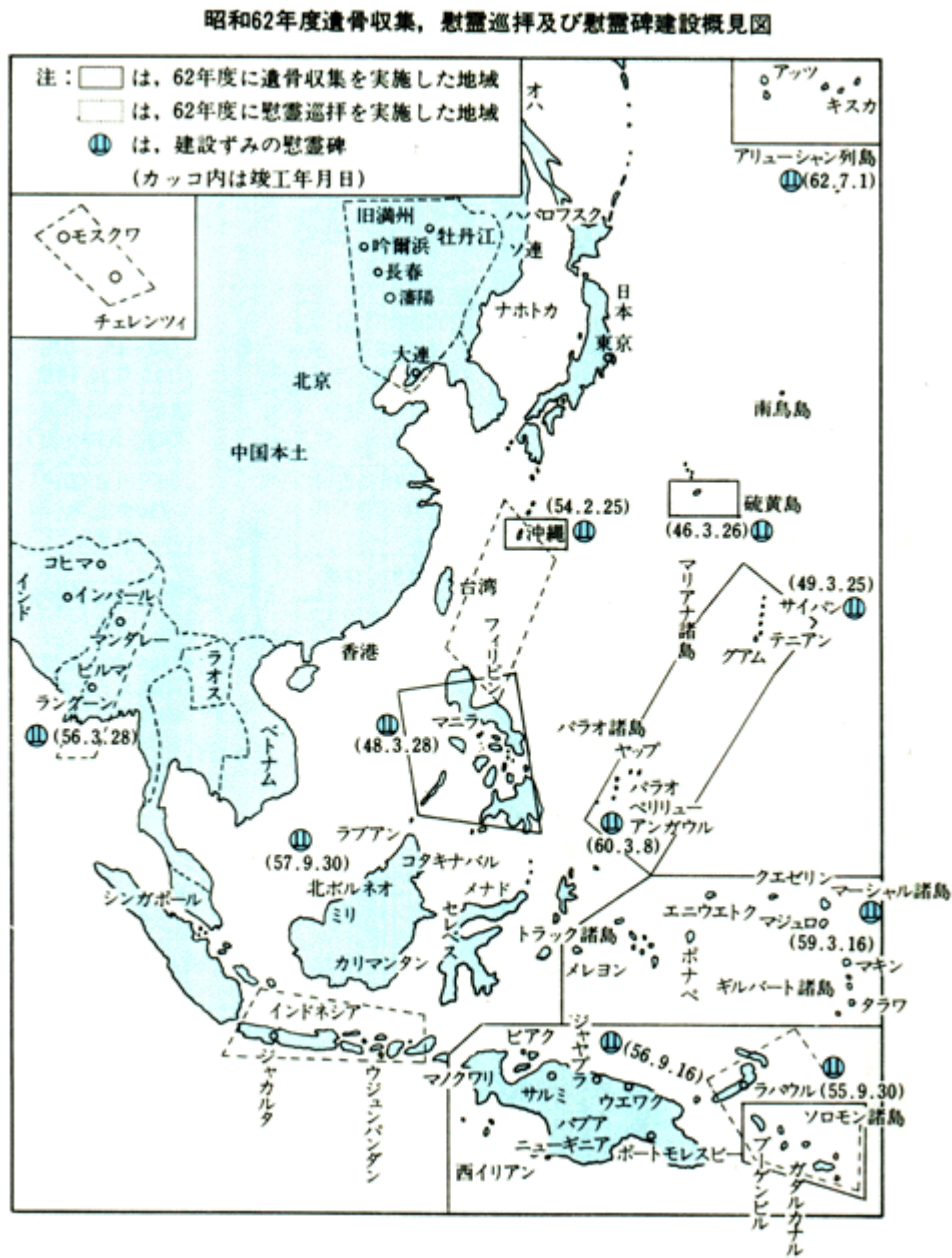 昭和62年度遺骨収集，慰霊巡拝及び慰霊碑建設概見図
注：　は，62年度に遺骨収集を実施した地域
は，62年度に慰霊巡拝を実施した地域
は，建設ずみの慰霊碑
(カッコ内は竣工年月日)
オハ
アッツ
キスカ
アリューシャン列島
(62.7.1)
モスクワ
チェレンツィ
旧満州
牡丹江
吟爾浜
長春
瀋陽
大連
ハバロフスク
ソ連
ナホトカ
日本
東京
北京
中国本土
南鳥島
硫黄島
(46.3.26)
(54.2.25)
沖縄
台湾
香港
コヒマ
インド
インパール
マンダレー
ビルマ
ラングーン
(56.3.28)
ラオス
ベトナム
フィリピン
マニラ
(48.3.28)
マリアナ諸島
(49.3.25)
サイパン
テニアン
グアム
パラオ諸島
ヤップ
パラオ
ペリリュー
アンガウル
(60.3.8)
ラブアン
(57.9.30)
コタキナバル
北ボルネオ
ミリ
メナド
セレベス
カリマンタン
シンガポール
トラック諸島
メレヨン
クエゼリン
マーシャル諸島
エニウエトク
マジュロ
(59.3.16)
ポナペ
マキン
ギルバート諸島
タラワ
インドネシア
ジャカルタ
ウジュンパンダン
マノクワリ
ビアク
ジャヤプラ
(56.9.16)
サルミ
ウエワク
パプア
ニューギニア
ポートモレスビー
西イリアン
ラバウル(55.9.30)
ソロモン諸島
ブーゲンビル
ガダルカナル